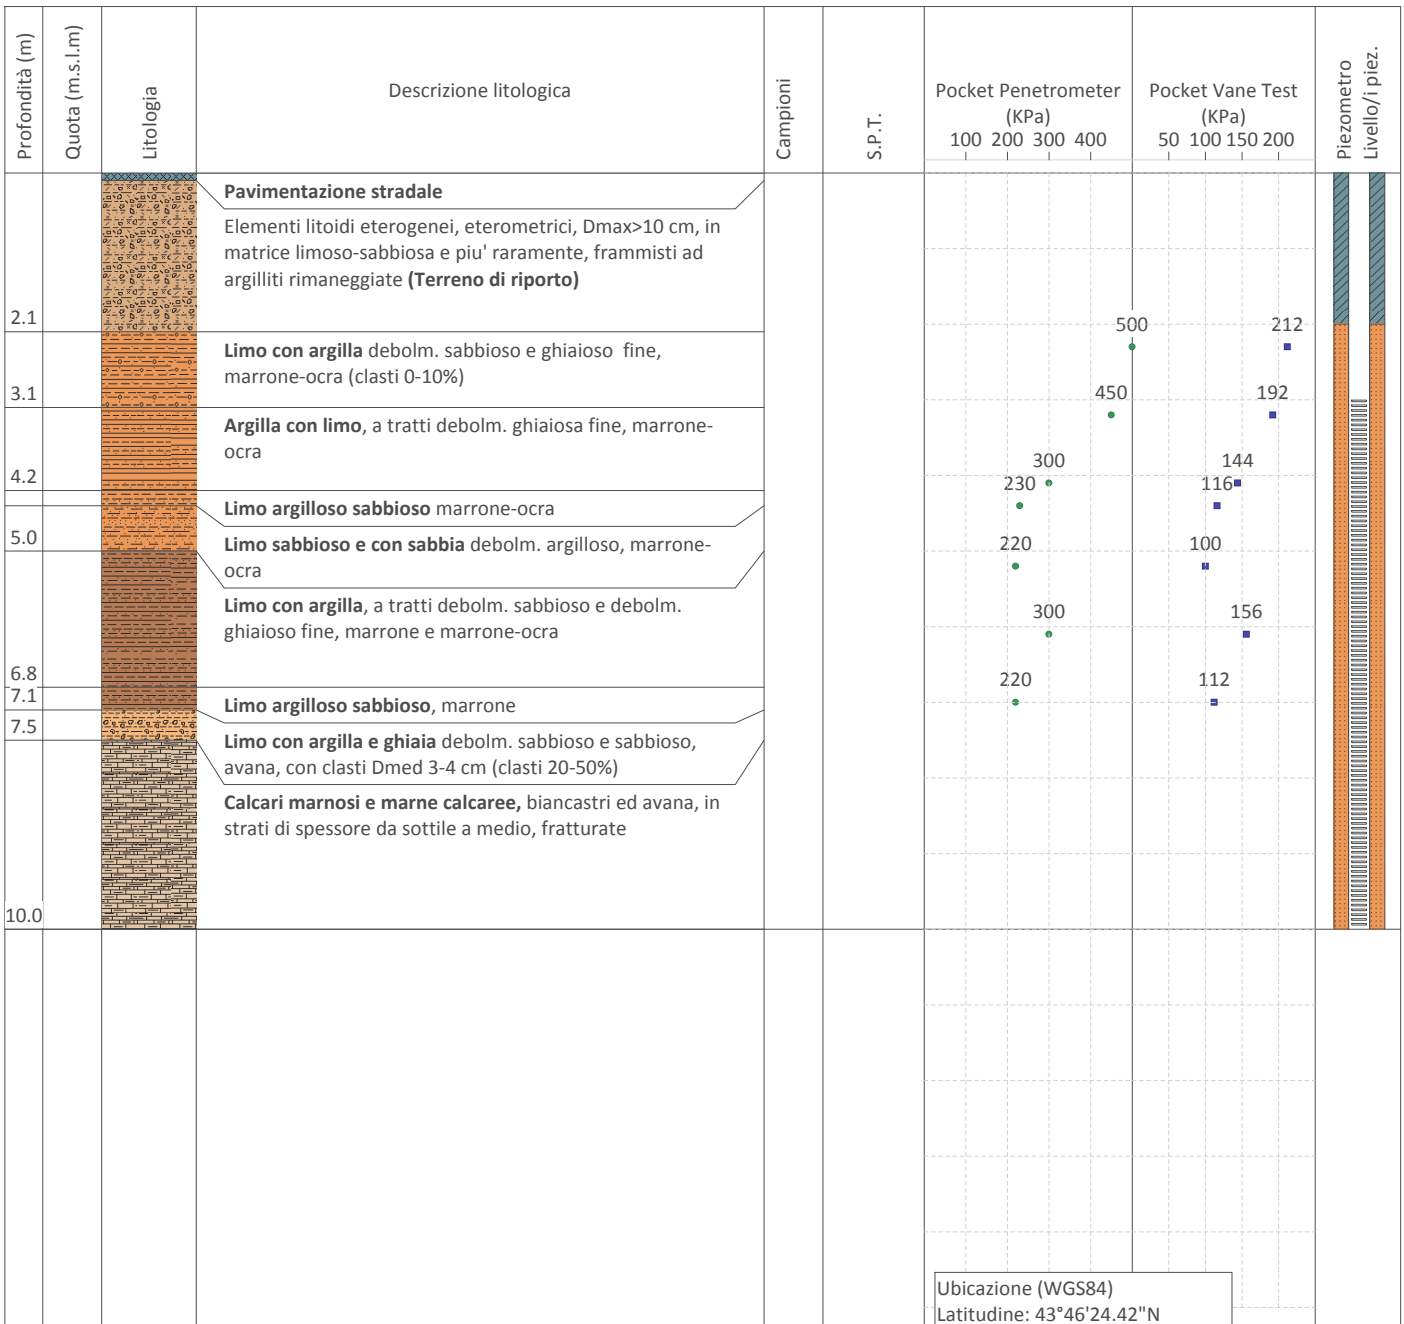 Profondità (m)
Quota (m.s.l.m)
Litologia
Descrizione litologica
Campioni
S.P.T.
Pocket Penetrometer
(KPa)
100 200 300 400
Pocket Vane Test
(KPa)
50 100 150 200
Piezometro
Livello/i piez.
Pavimentazione stradale
Elementi litoidi eterogenei, eterometrici, Dmax>10 cm, in
matrice limoso-sabbiosa e piu' raramente, frammisti ad
argilliti rimaneggiate (Terreno di riporto)
2.1
500
212
Limo con argilla debolm. sabbioso e ghiaioso fine,
marrone-ocra (clasti 0-10%)
3.1
450
192
Argilla con limo, a tratti debolm. ghiaiosa fine, marrone-
ocra
4.2
300
144
230
116
Limo argilloso sabbioso marrone-ocra
5.0
Limo sabbioso e con sabbia debolm. argilloso, marrone-
ocra
220
100
Limo con argilla, a tratti debolm. sabbioso e debolm.
ghiaioso fine, marrone e marrone-ocra
300
156
6.8
220
112
7.1
Limo argilloso sabbioso, marrone
7.5
Limo con argilla e ghiaia debolm. sabbioso e sabbioso,
avana, con clasti Dmed 3-4 cm (clasti 20-50%)
Calcari marnosi e marne calcaree, biancastri ed avana, in
strati di spessore da sottile a medio, fratturate
10.0
Ubicazione (WGS84)
Latitudine: 43°46'24.42"N